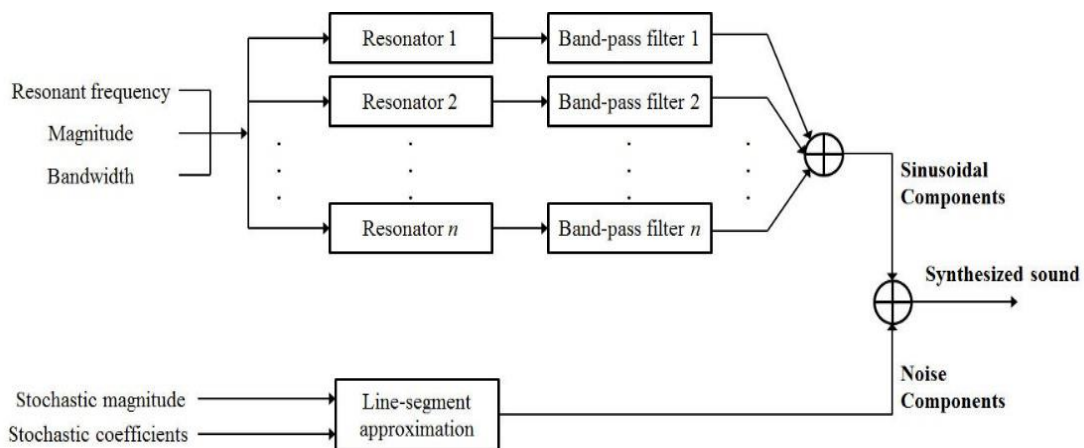 Resonator 1
Band-pass filter 1
Resonant frequency
Resonator 2
Band-pass filter 2
Magnitude
Bandwidth
Sinusoidal
Components
Resonator n
Band-pass filter n
Synthesized sound
Noise
Components
Stochastic magnitude
Line-segment
approximation
Stochastic coefficients